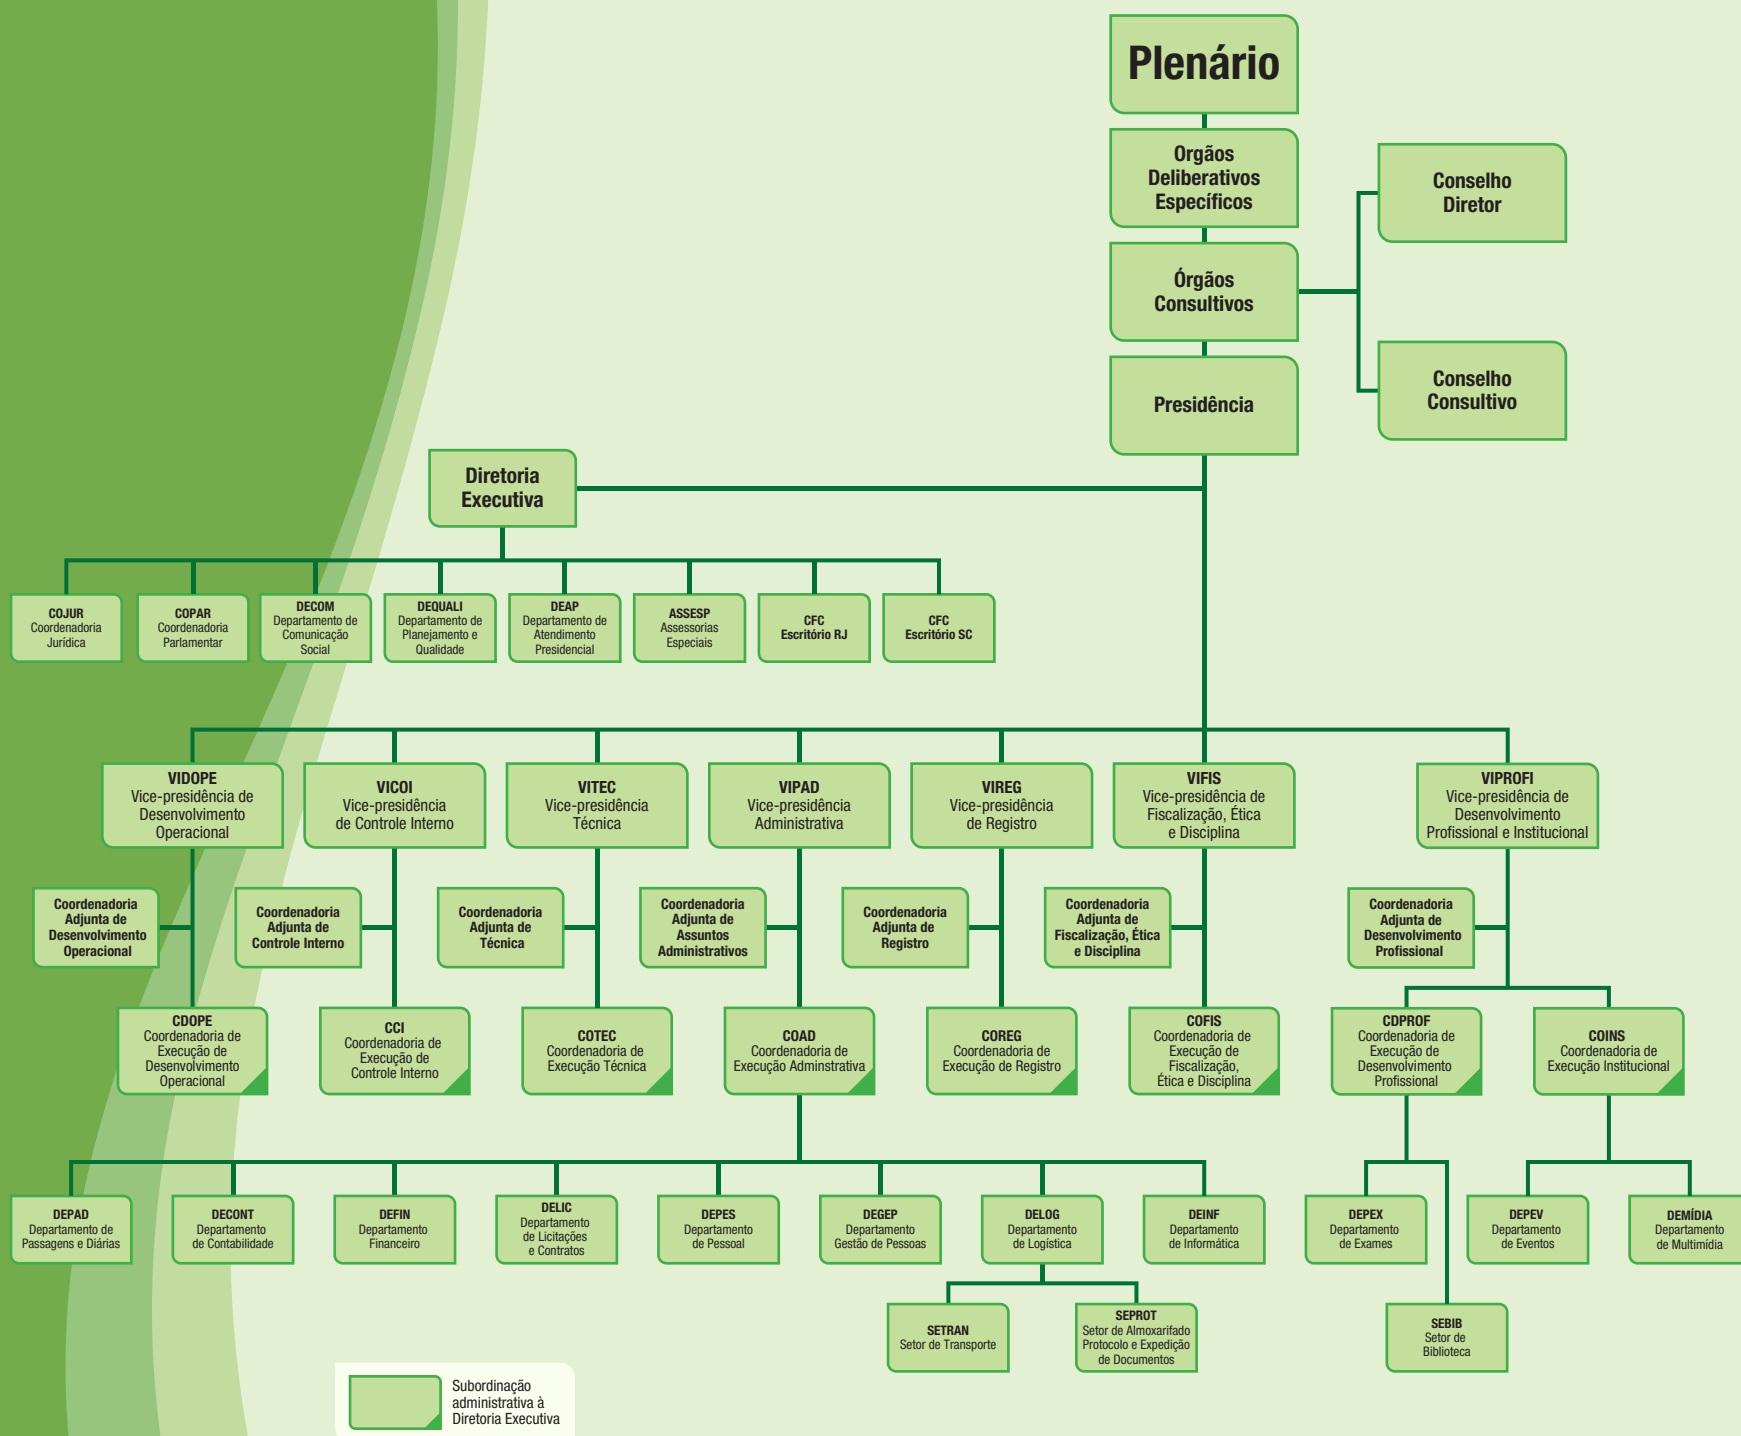 Plenário
Orgãos
Deliberativos
Específicos
Conselho
Diretor
Órgãos
Consultivos
Conselho
Consultivo
Presidência
Diretoria
Executiva
COJUR
Coordenadoria
Jurídica
COPAR
Coordenadoria
Parlamentar
DECOM
Departamento de
Comunicação
Social
DEQUALI
Departamento de
Planejamento e
Qualidade
DEAP
Departamento de
Atendimento
Presidencial
ASSESP
Assessorias
Especiais
CFC
Escritório RJ
CFC
Escritório SC
VIDOPE
Vice-presidência de
Desenvolvimento
Operacional
VICOI
Vice-presidência
de Controle Interno
VITEC
Vice-presidência
Técnica
VIPAD
Vice-presidência
Administrativa
VIREG
Vice-presidência
de Registro
VIFIS
Vice-presidência de
Fiscalização, Ética
e Disciplina
VIPROFI
Vice-presidência de
Desenvolvimento
Profissional e Institucional
Coordenadoria
Adjunta de
Desenvolvimento
Operacional
Coordenadoria
Adjunta de
Controle Interno
Coordenadoria
Adjunta de
Técnica
Coordenadoria
Adjunta de
Assuntos
Administrativos
Coordenadoria
Adjunta de
Registro
Coordenadoria
Adjunta de
Fiscalização, Ética
e Disciplina
Coordenadoria
Adjunta de
Desenvolvimento
Profissional
CDOPE
Coordenadoria de
Execução de
Desenvolvimento
Operacional
CCI
Coordenadoria de
Execução de
Controle Interno
COTEC
Coordenadoria de
Execução Técnica
COAD
Coordenadoria de
Execução Adminstrativa
COREG
Coordenadoria de
Execução de Registro
COFIS
Coordenadoria de
Execução de
Fiscalização,
Ética e Disciplina
CDPROF
Coordenadoria de
Execução de
Desenvolvimento
Profissional
COINS
Coordenadoria de
Execução Institucional
DEPAD
Departamento de
Passagens e Diárias
DECONT
Departamento
de Contabilidade
DEFIN
Departamento
Financeiro
DELIC
Departamento
de Licitações
e Contratos
DEPES
Departamento
de Pessoal
DEGEP
Departamento
Gestão de Pessoas
DELOG
Departamento
de Logística
DEINF
Departamento
de Informática
DEPEX
Departamento
de Exames
DEPEV
Departamento
de Eventos
DEMÍDIA
Departamento
de Multimídia
SETRAN
Setor de Transporte
SEPROT
Setor de Almoxarifado
Protocolo e Expedição
de Documentos
SEBIB
Setor de
Biblioteca
Subordinação
administrativa à
Diretoria Executiva